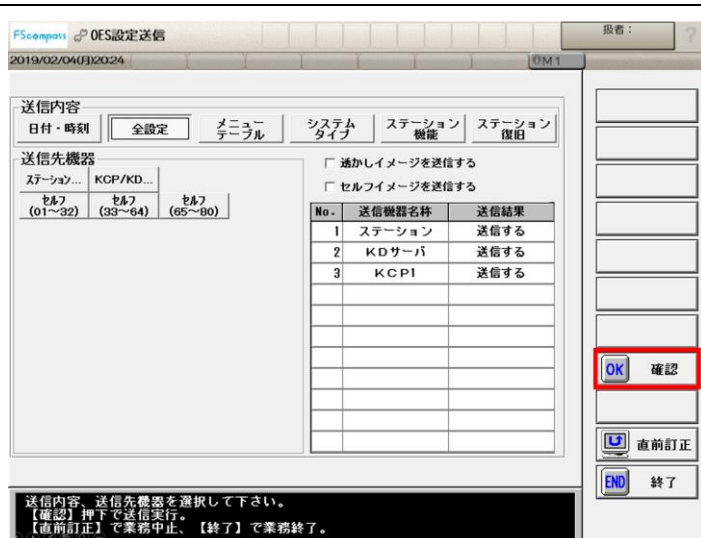 FScompass OES設定送信
扱者：
?
2019/02/04(月)20:24
0M1
送信内容
日付・時刻
全設定
メニュー
テーブル
システム
タイプ
ステーション
機能
ステーション
復旧
送信先機器
ステーション...
KCP/KD...
セルフ
(01～32)
セルフ
(33～64)
セルフ
(65～80)
透かしイメージを送信する
セルフイメージを送信する
No. 送信機器名称 送信結果
1 ステーション 送信する
2 KDサーバ 送信する
3 KCP1 送信する
OK 確認
直前訂正
END 終了
送信内容、送信先機器を選択して下さい。
【確認】押下で送信実行。
【直前訂正】で業務中止、【終了】で業務終了。